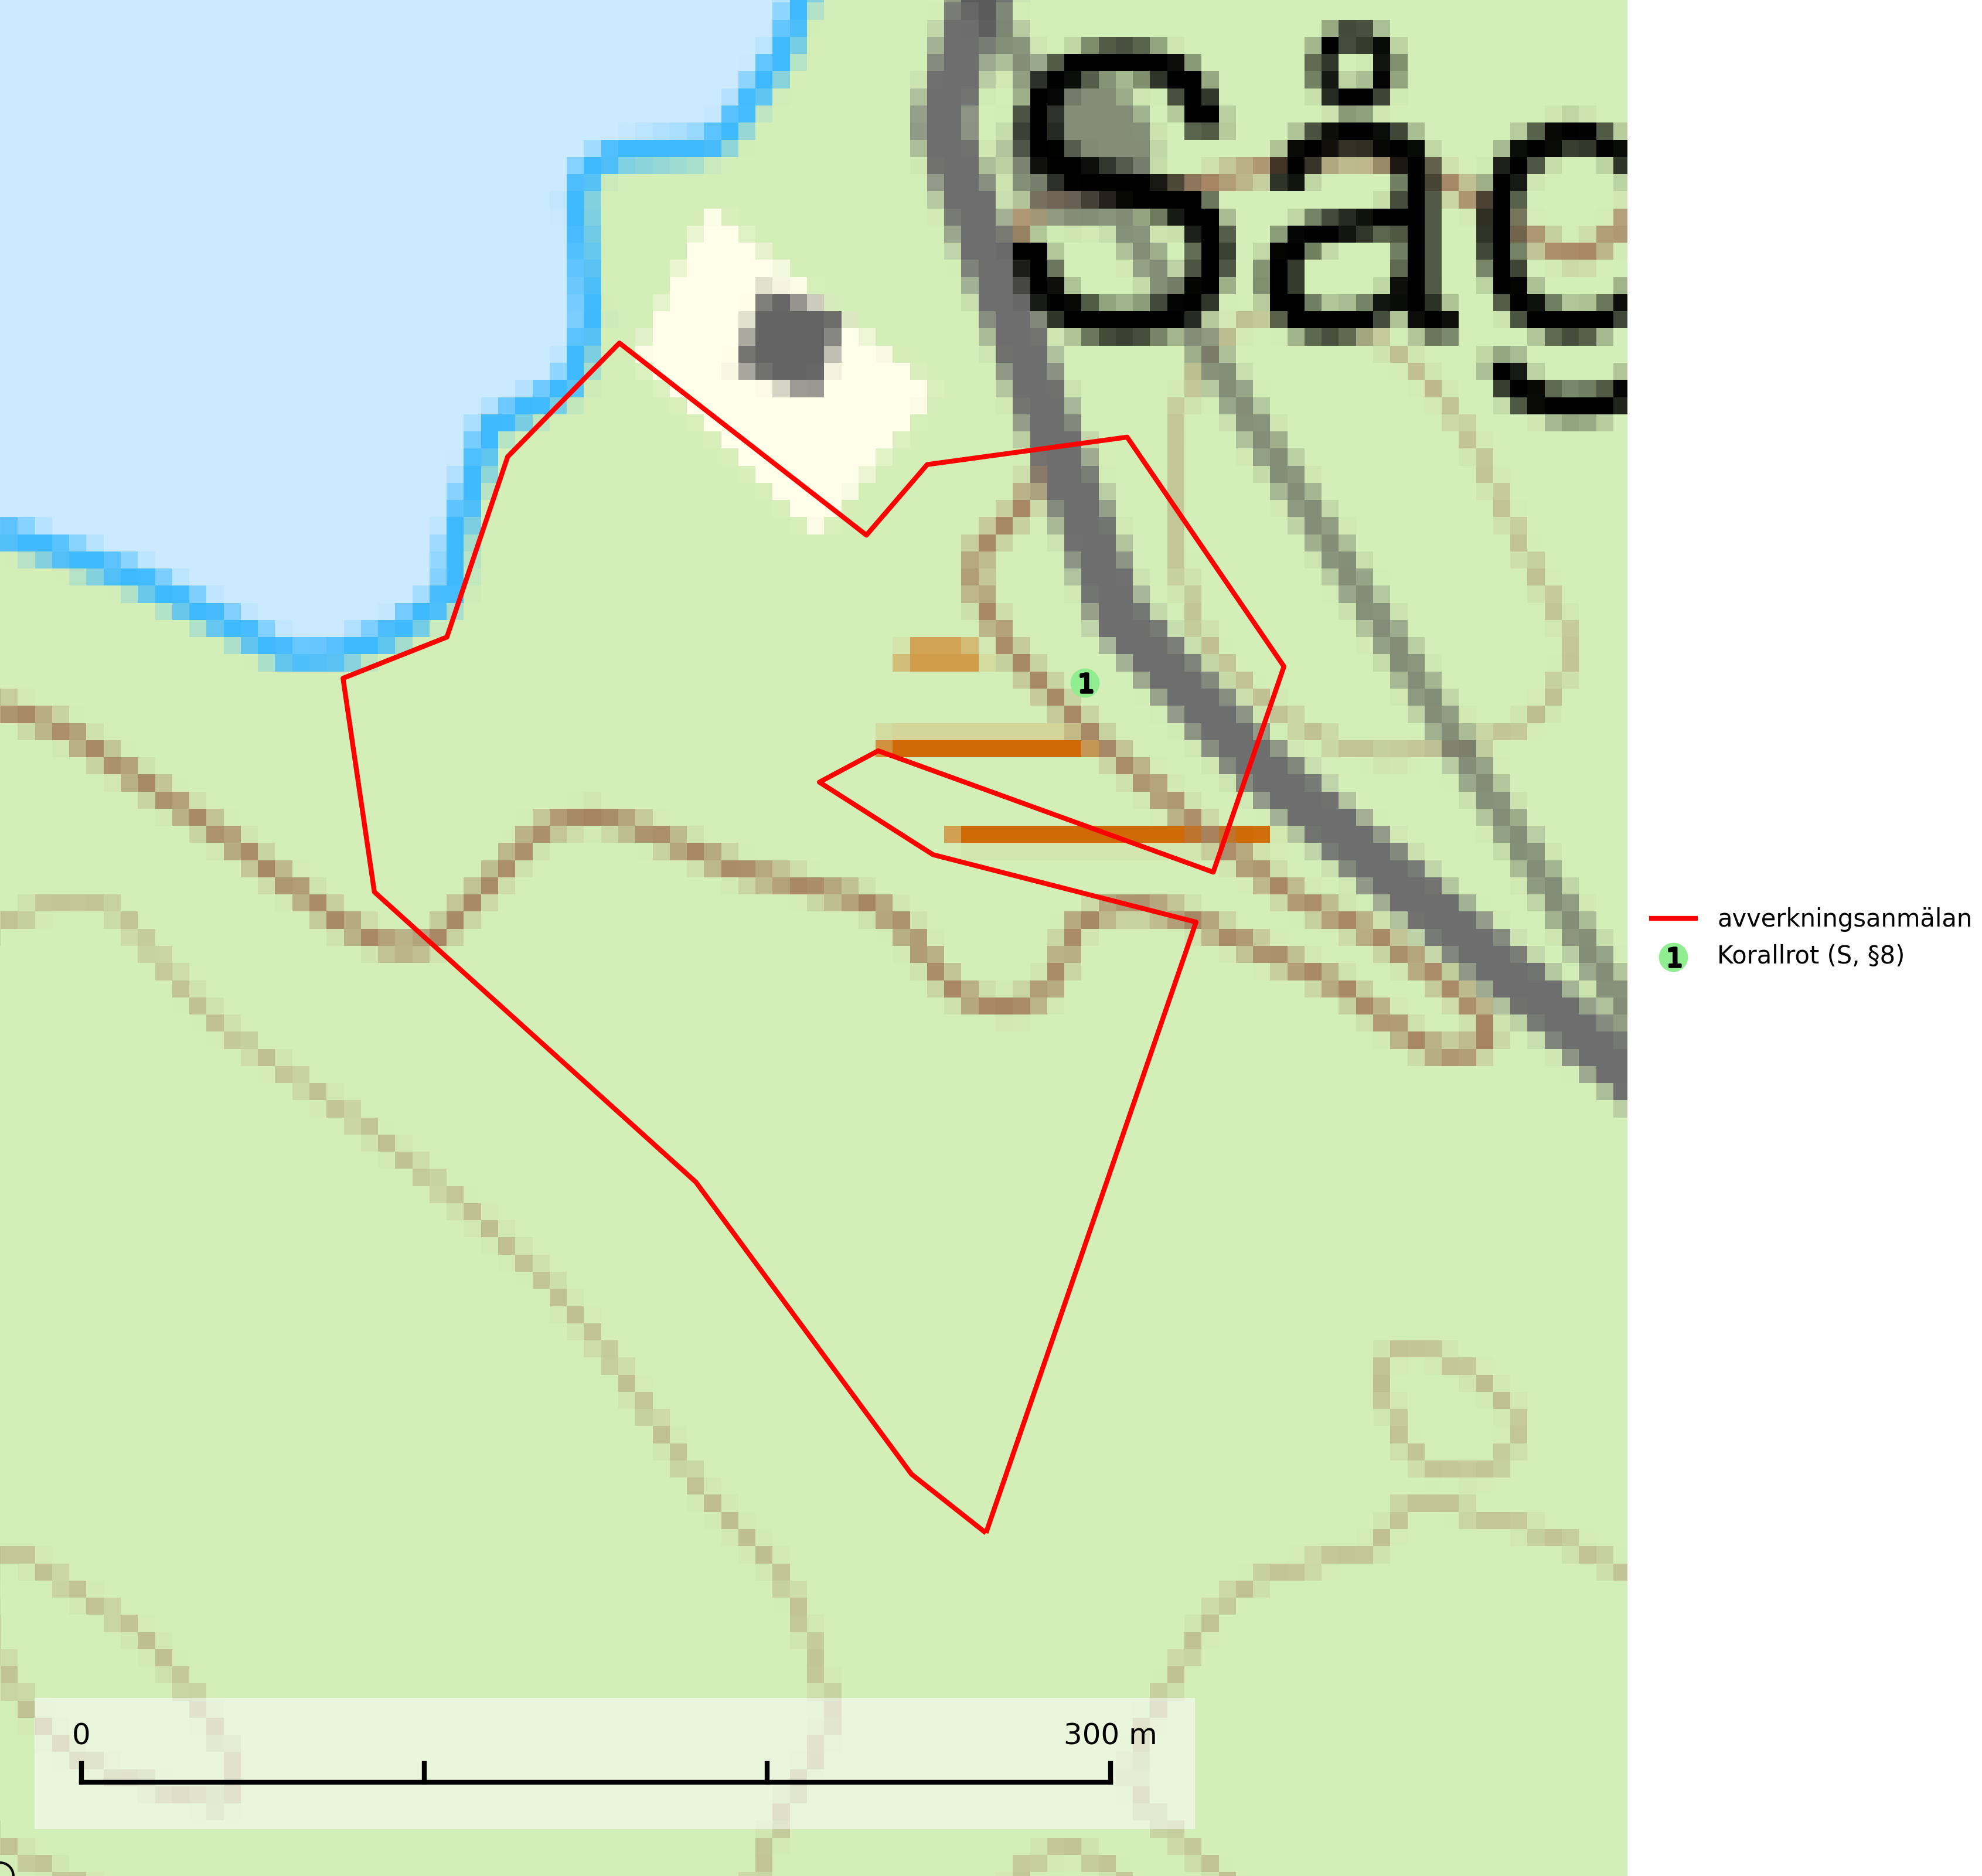 Såg
avverkningsanmälan
1 Korallrot (S, §8)
1
0 300 m